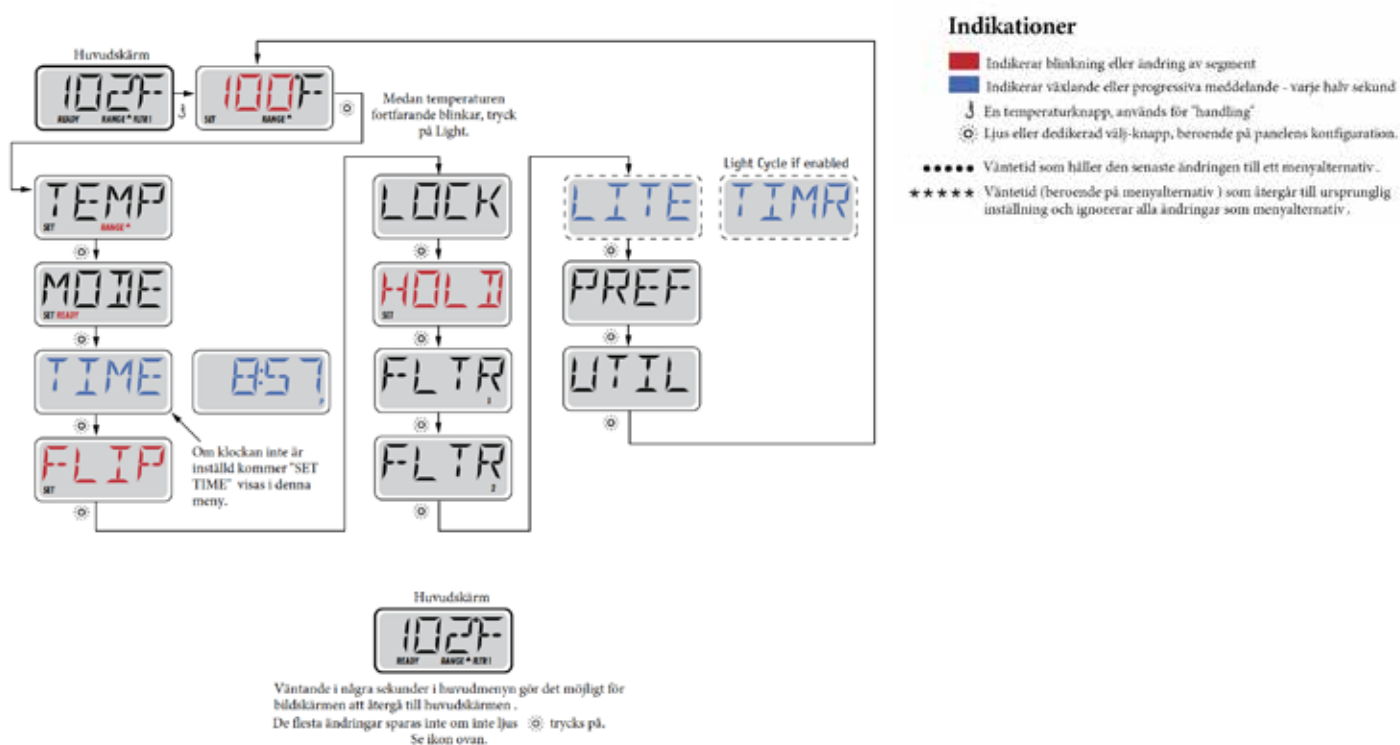 Huvudskärm
102°F
READY RANGE FLTR1
100°F
SET RANGE
Medan temperaturen
fortfarande blinkar, tryck
på Light.
TEMP
SET RANGE
MODE
SET READY
TIME
8:57
P
FLIP
SET
Om klockan inte är
inställd kommer "SET
TIME" visas i denna
meny.
LOCK
HOLD
SET
FLTR
1
FLTR
2
Light Cycle if enabled
LITE
TIMR
PREF
UTIL
Indikationer
Indikerar blinkning eller ändring av segment
Indikerar växlande eller progressiva meddelande - varje halv sekund
En temperaturknapp, används för "handling"
Ljus eller dedikerad välj-knapp, beroende på panelens konfiguration.
Väntetid som håller den senaste ändringen till ett menyalternativ.
***** Väntetid (beroende på menyalternativ ) som återgår till ursprunglig
inställning och ignorerar alla ändringar som menyalternativ.
Huvudskärm
102°F
READY RANGE FLTR1
Väntande i några sekunder i huvudmenyn gör det möjligt för
bildskärmen att återgå till huvudskärmen .
De flesta ändringar sparas inte om inte ljus trycks på.
Se ikon ovan.